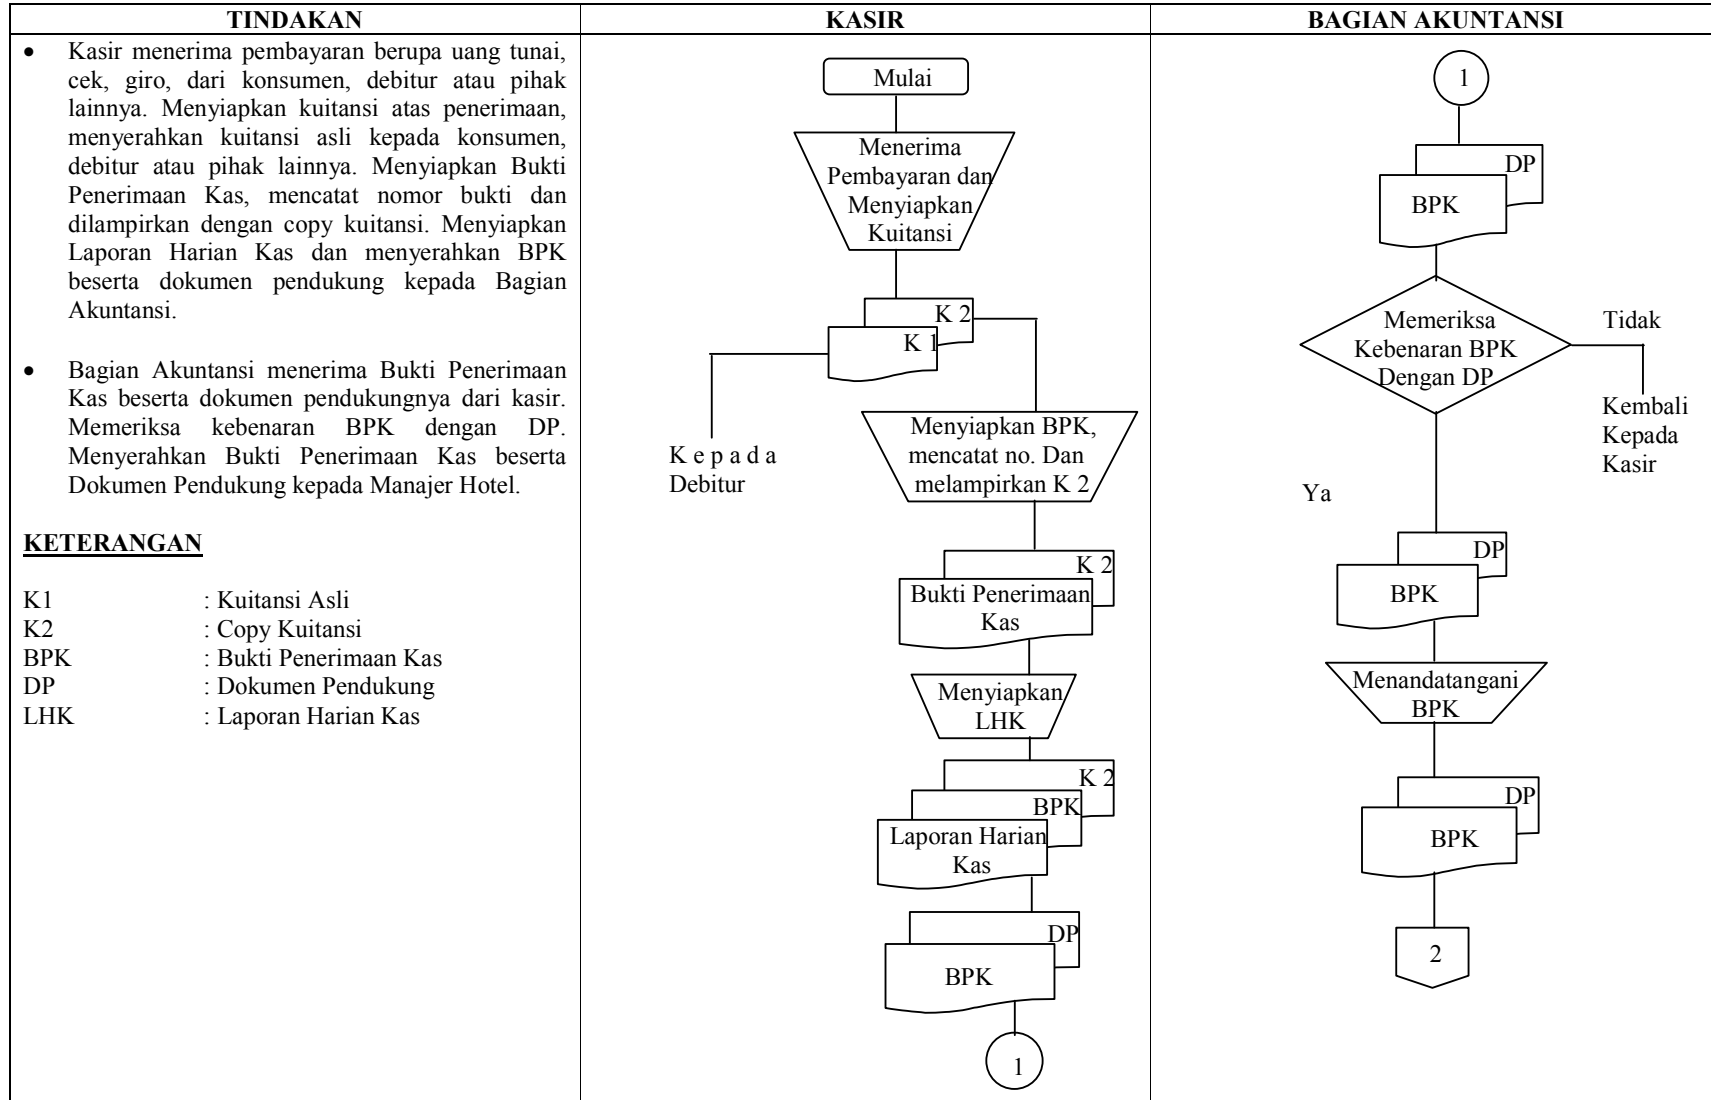 TINDAKAN
KASIR
BAGIAN AKUNTANSI
• Kasir menerima pembayaran berupa uang tunai,
cek, giro, dari konsumen, debitur atau pihak
lainnya. Menyiapkan kuitansi atas penerimaan,
menyerahkan kuitansi asli kepada konsumen,
debitur atau pihak lainnya. Menyiapkan Bukti
Penerimaan Kas, mencatat nomor bukti dan
dilampirkan dengan copy kuitansi. Menyiapkan
Laporan Harian Kas dan menyerahkan BPK
beserta dokumen pendukung kepada Bagian
Akuntansi.
• Bagian Akuntansi menerima Bukti Penerimaan
Kas beserta dokumen pendukungnya dari kasir.
Memeriksa kebenaran BPK dengan DP.
Menyerahkan Bukti Penerimaan Kas beserta
Dokumen Pendukung kepada Manajer Hotel.
KETERANGAN
K1 : Kuitansi Asli
K2 : Copy Kuitansi
BPK : Bukti Penerimaan Kas
DP : Dokumen Pendukung
LHK : Laporan Harian Kas
Mulai
Menerima
Pembayaran dan
Menyiapkan
Kuitansi
K 2
K 1
K e p a d a
Debitur
Menyiapkan BPK,
mencatat no. Dan
melampirkan K 2
K 2
Bukti Penerimaan
Kas
Menyiapkan
LHK
K 2
BPK
Laporan Harian
Kas
DP
BPK
1
1
DP
BPK
Memeriksa
Kebenaran BPK
Dengan DP
Tidak
Kembali
Kepada
Kasir
Ya
DP
BPK
Menandatangani
BPK
DP
BPK
2